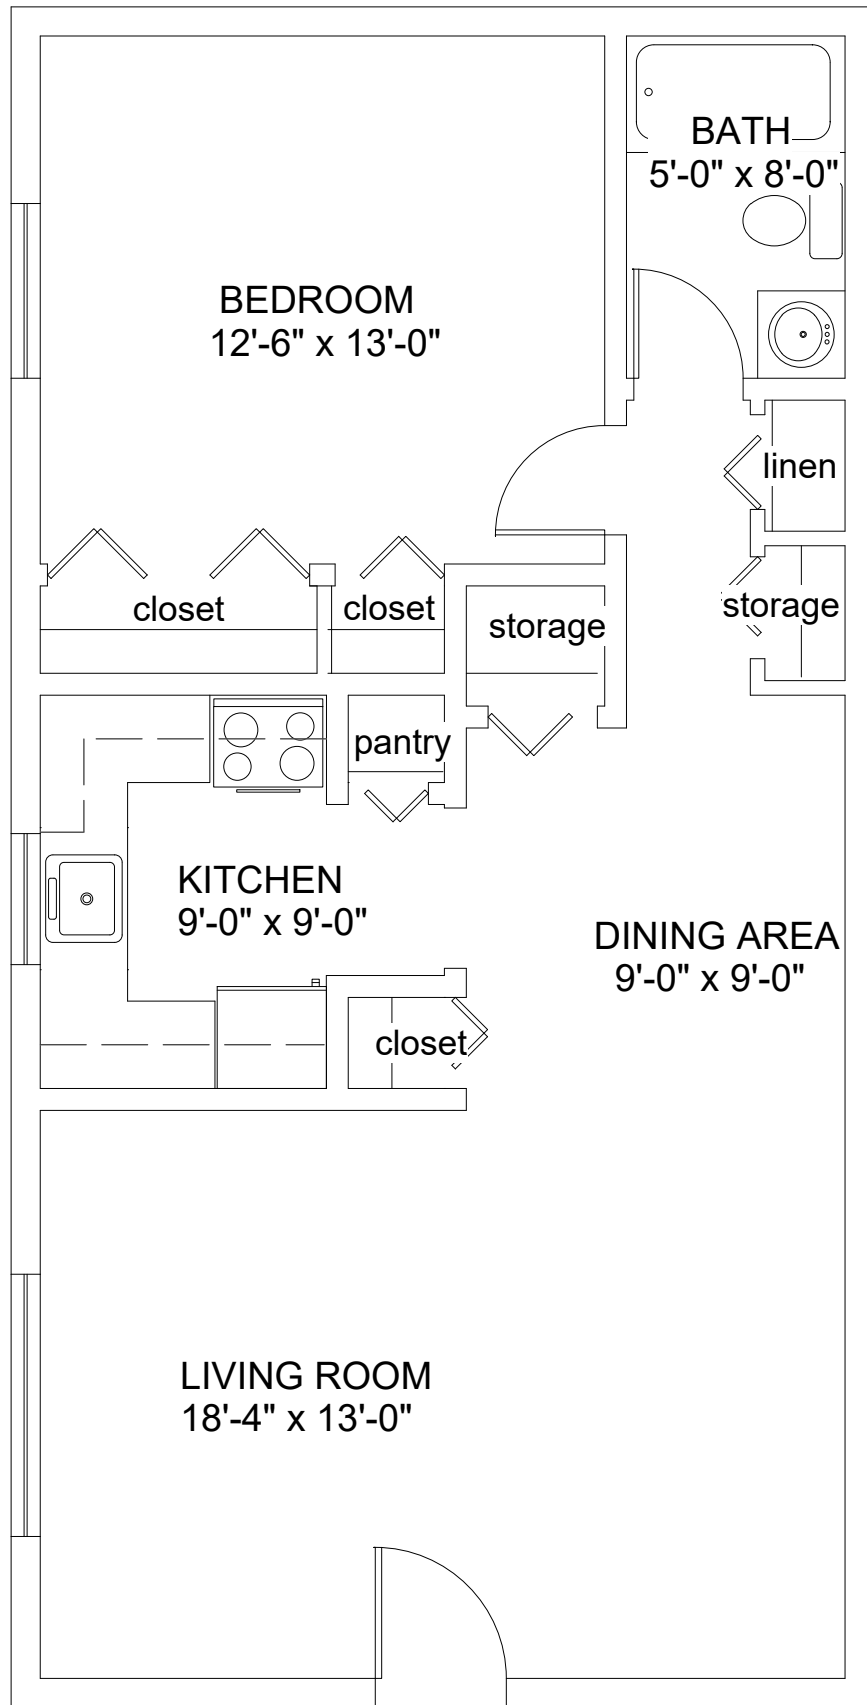 BATH
5'-0" x 8'-0"
BEDROOM
12'-6" x 13'-0"
linen
closet
closet
storage
storage
pantry
KITCHEN
9'-0" x 9'-0"
DINING AREA
9'-0" x 9'-0"
closet
LIVING ROOM
18'-4" x 13'-0"